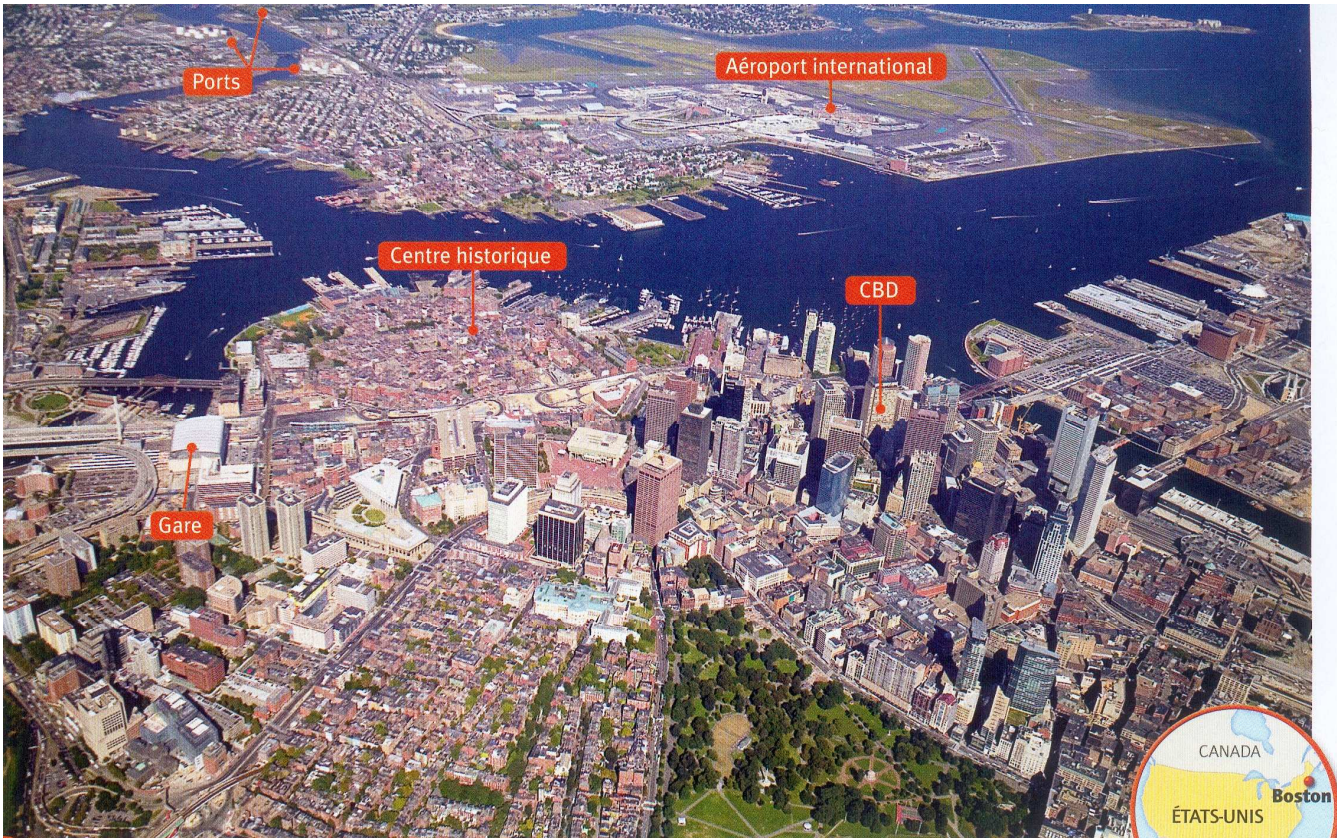 Ports
Aéroport international
Centre historique
CBD
Gare
CANADA
Boston
ÉTATS-UNIS